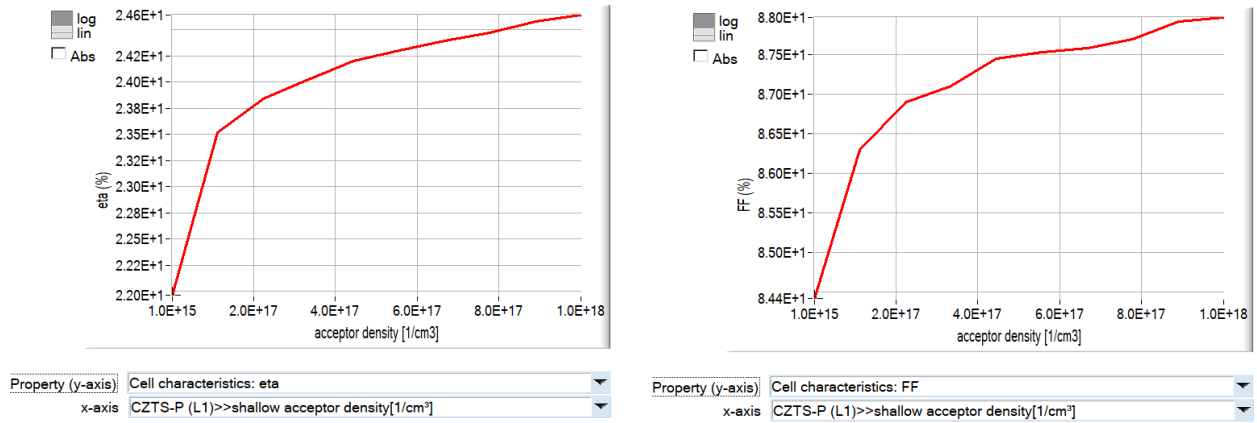 log
lin
Abs
2.46E+1
2.42E+1
2.40E+1
2.38E+1
2.35E+1
2.32E+1
2.30E+1
2.28E+1
2.25E+1
2.22E+1
2.20E+1
eta (%)
1.0E+15 2.0E+17 4.0E+17 6.0E+17 8.0E+17 1.0E+18
acceptor density [1/cm3]
Property (y-axis) Cell characteristics: eta
x-axis CZTS-P (L1)>>shallow acceptor density[1/cm³]
log
lin
Abs
8.80E+1
8.75E+1
8.70E+1
8.65E+1
8.60E+1
8.55E+1
8.50E+1
8.44E+1
FF (%)
1.0E+15 2.0E+17 4.0E+17 6.0E+17 8.0E+17 1.0E+18
acceptor density [1/cm3]
Property (y-axis) Cell characteristics: FF
x-axis CZTS-P (L1)>>shallow acceptor density[1/cm³]